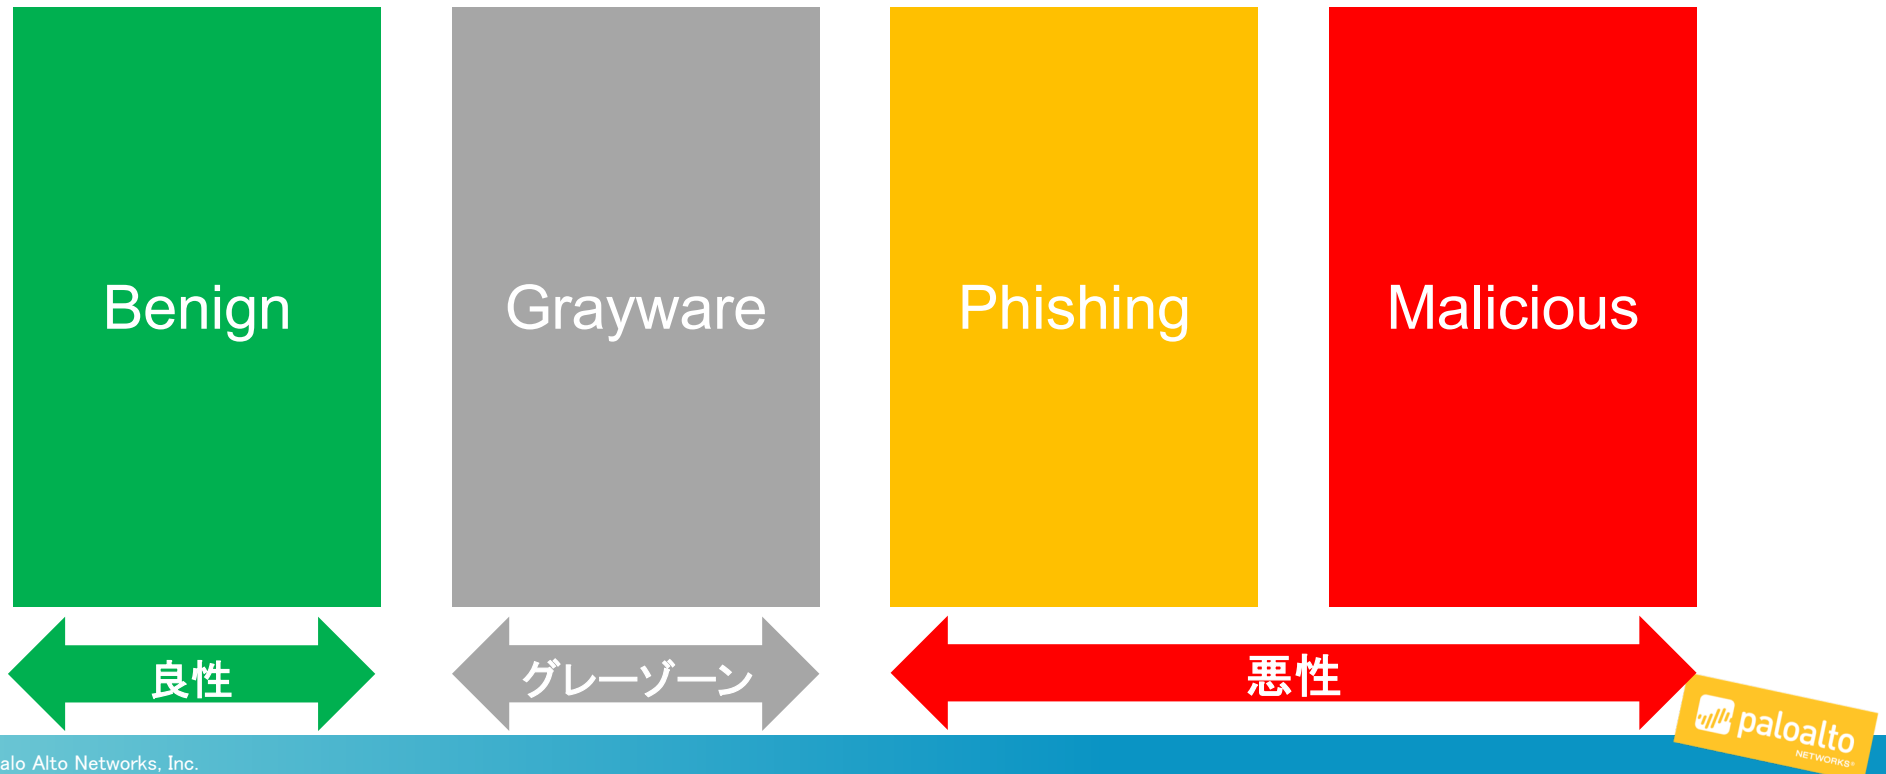 Benign
Grayware
Phishing
Malicious
良性
グレーゾーン
悪性
paloalto
NETWORKS®
alo Alto Networks, Inc.